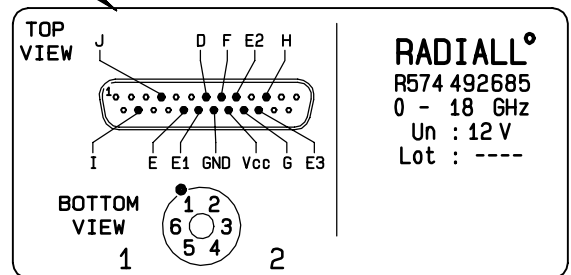 TOP
VIEW
J D F E2 H
1
I E E1 GND Vcc G E3
BOTTOM
VIEW
1 2
6 3
5 4
1 2
RADIALL°
R574 492685
0 - 18 GHz
Un : 12 V
Lot : ----